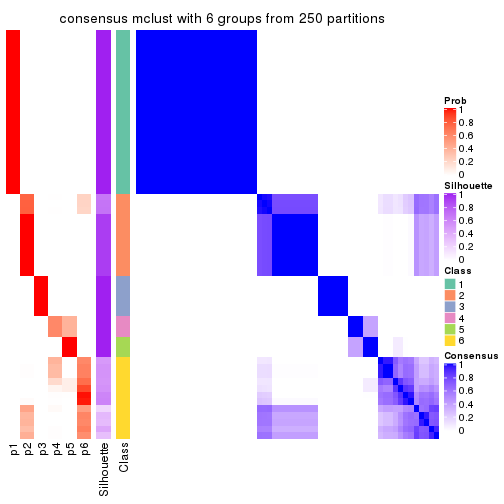 consensus mclust with 6 groups from 250 partitions
Prob
1
0.8
0.6
0.4
0.2
0
Silhouette
1
0.8
0.6
0.4
0.2
0
Class
1
2
3
4
5
6
Consensus
1
0.8
0.6
0.4
0.2
0
p1
p2
p3
p4
p5
p6
Silhouette
Class